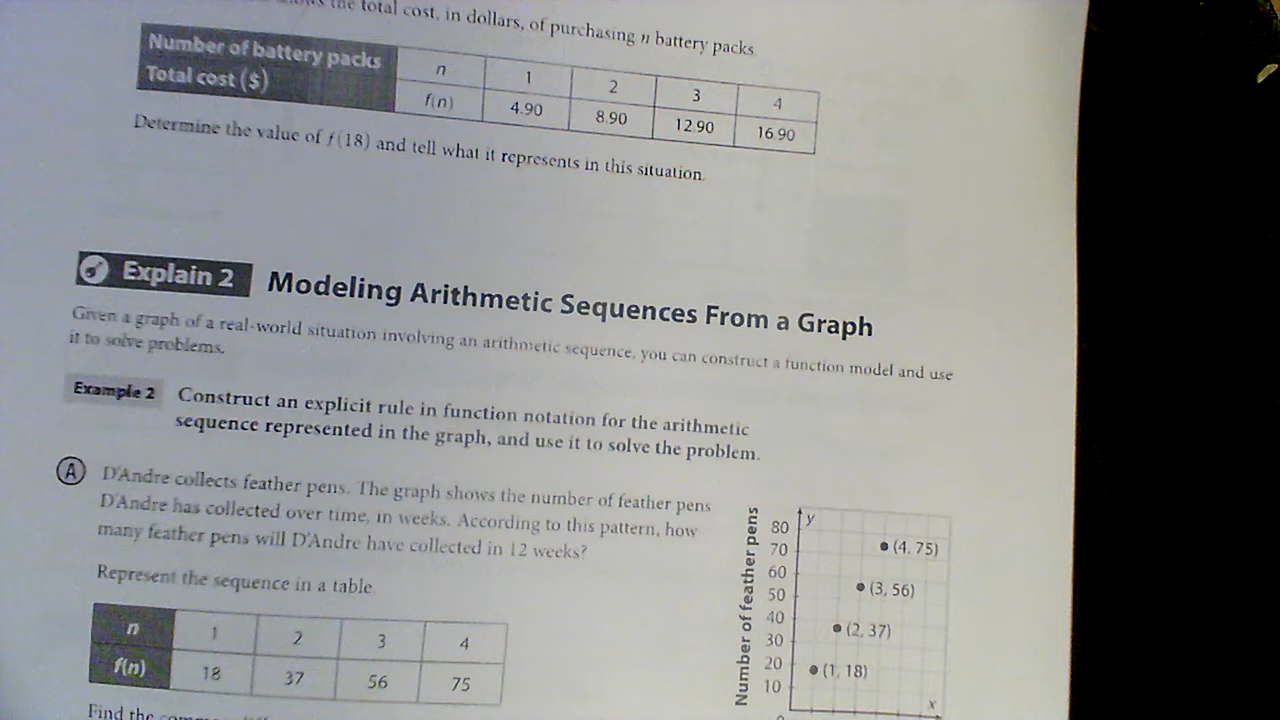 the total cost, in dollars, of purchasing n battery packs.
Number of battery packs n 1 2 3 4
Total cost ($) f(n) 4.90 8.90 12.90 16.90
Determine the value of f(18) and tell what it represents in this situation.
Explain 2 Modeling Arithmetic Sequences From a Graph
Given a graph of a real-world situation involving an arithmetic sequence, you can construct a function model and use
it to solve problems.
Example 2 Construct an explicit rule in function notation for the arithmetic
sequence represented in the graph, and use it to solve the problem.
A D'Andre collects feather pens. The graph shows the number of feather pens
D'Andre has collected over time, in weeks. According to this pattern, how
many feather pens will D'Andre have collected in 12 weeks?
Represent the sequence in a table.
n 1 2 3 4
f(n) 18 37 56 75
Find the
Number of feather pens
y
80
70
60
50
40
30
20
10
(4, 75)
(3, 56)
(2, 37)
(1, 18)
x